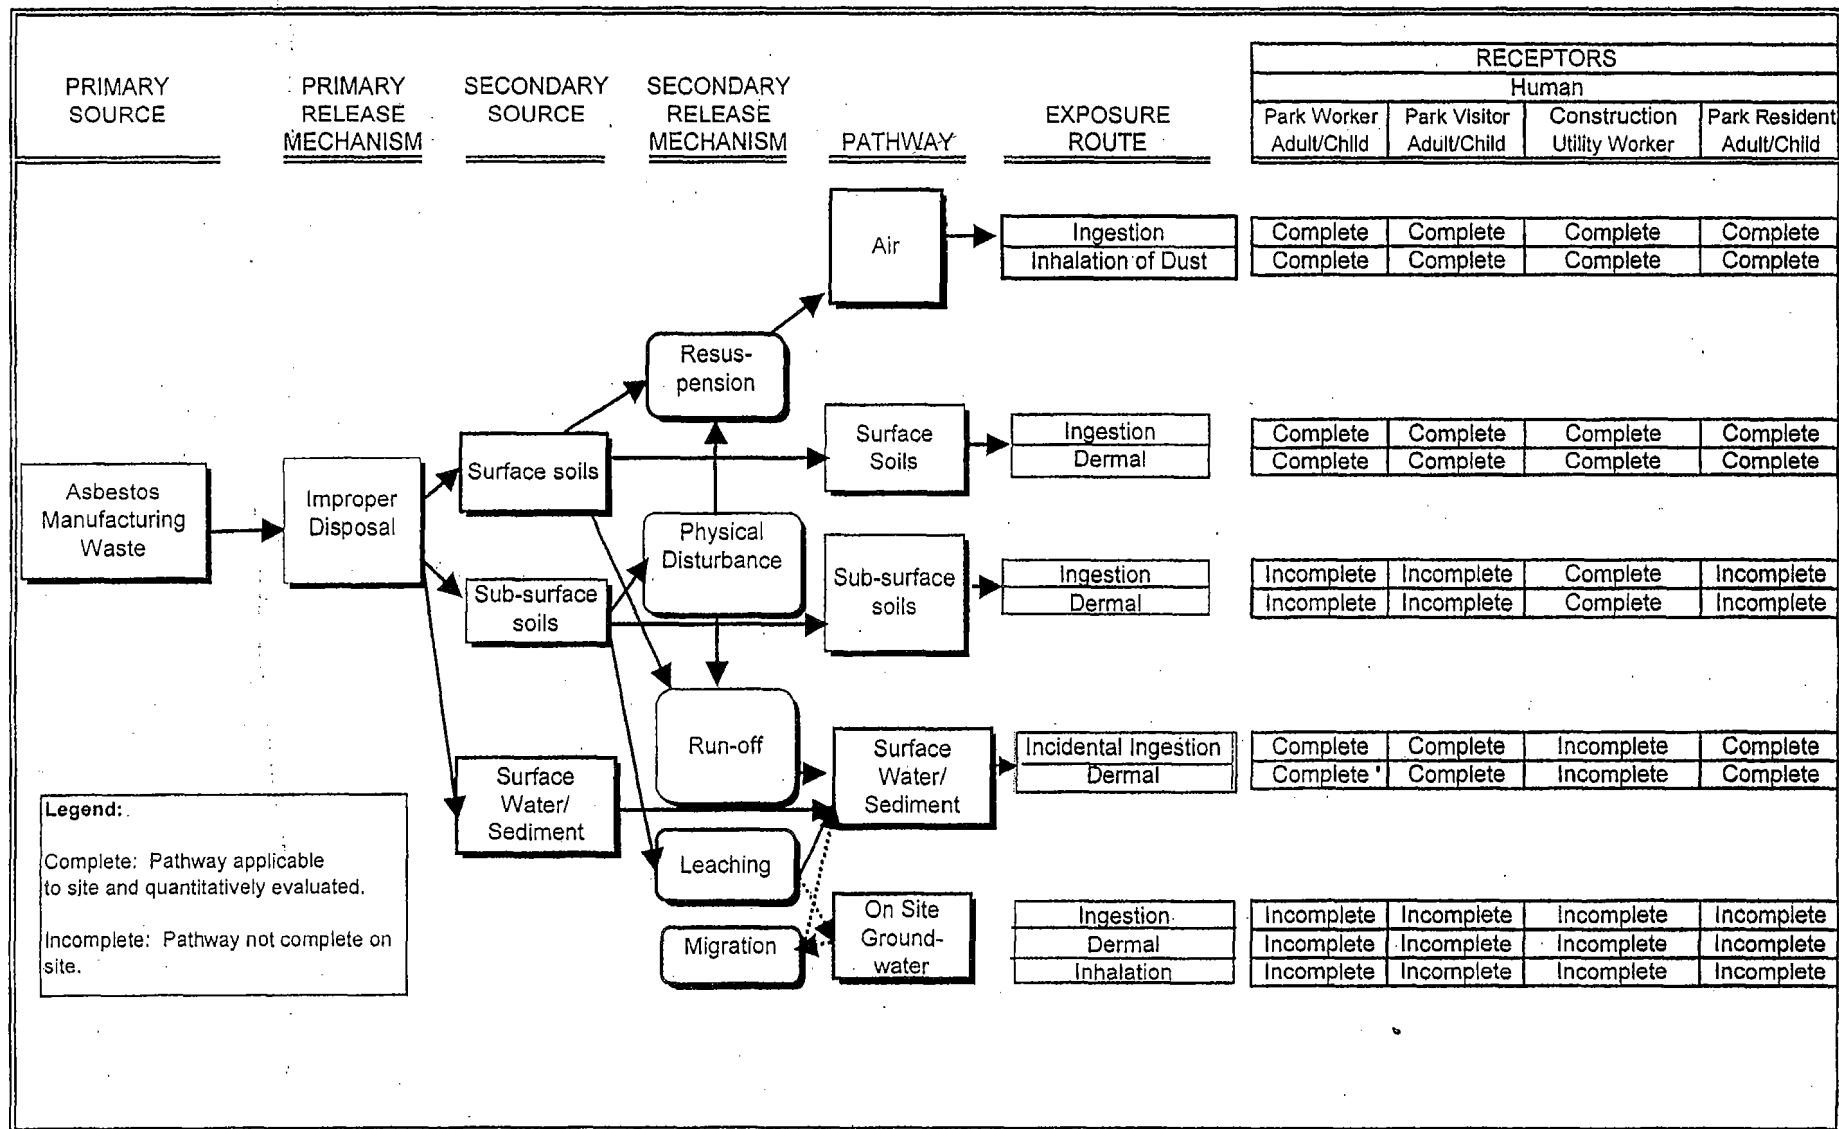 PRIMARY
SOURCE
PRIMARY
RELEASE
MECHANISM
SECONDARY
SOURCE
SECONDARY
RELEASE
MECHANISM
PATHWAY
EXPOSURE
ROUTE
RECEPTORS
Human
Park Worker
Adult/Child
Park Visitor
Adult/Child
Construction
Utility Worker
Park Resident
Adult/Child
Air
Ingestion
Complete Complete Complete Complete
Inhalation of Dust
Complete Complete Complete Complete
Resus-
pension
Surface soils
Surface
Soils
Ingestion
Complete Complete Complete Complete
Dermal
Complete Complete Complete Complete
Asbestos
Manufacturing
Waste
Improper
Disposal
Physical
Disturbance
Sub-surface
soils
Sub-surface
soils
Ingestion
Incomplete Incomplete Complete Incomplete
Dermal
Incomplete Incomplete Complete Incomplete
Run-off
Surface
Water/
Sediment
Surface
Water/
Sediment
Incidental Ingestion
Complete Complete Incomplete Complete
Dermal
Complete Complete Incomplete Complete
Leaching
Migration
On Site
Ground-
water
Ingestion
Incomplete Incomplete Incomplete Incomplete
Dermal
Incomplete Incomplete Incomplete Incomplete
Inhalation
Incomplete Incomplete Incomplete Incomplete
Legend:
Complete: Pathway applicable
to site and quantitatively evaluated.
Incomplete: Pathway not complete on
site.